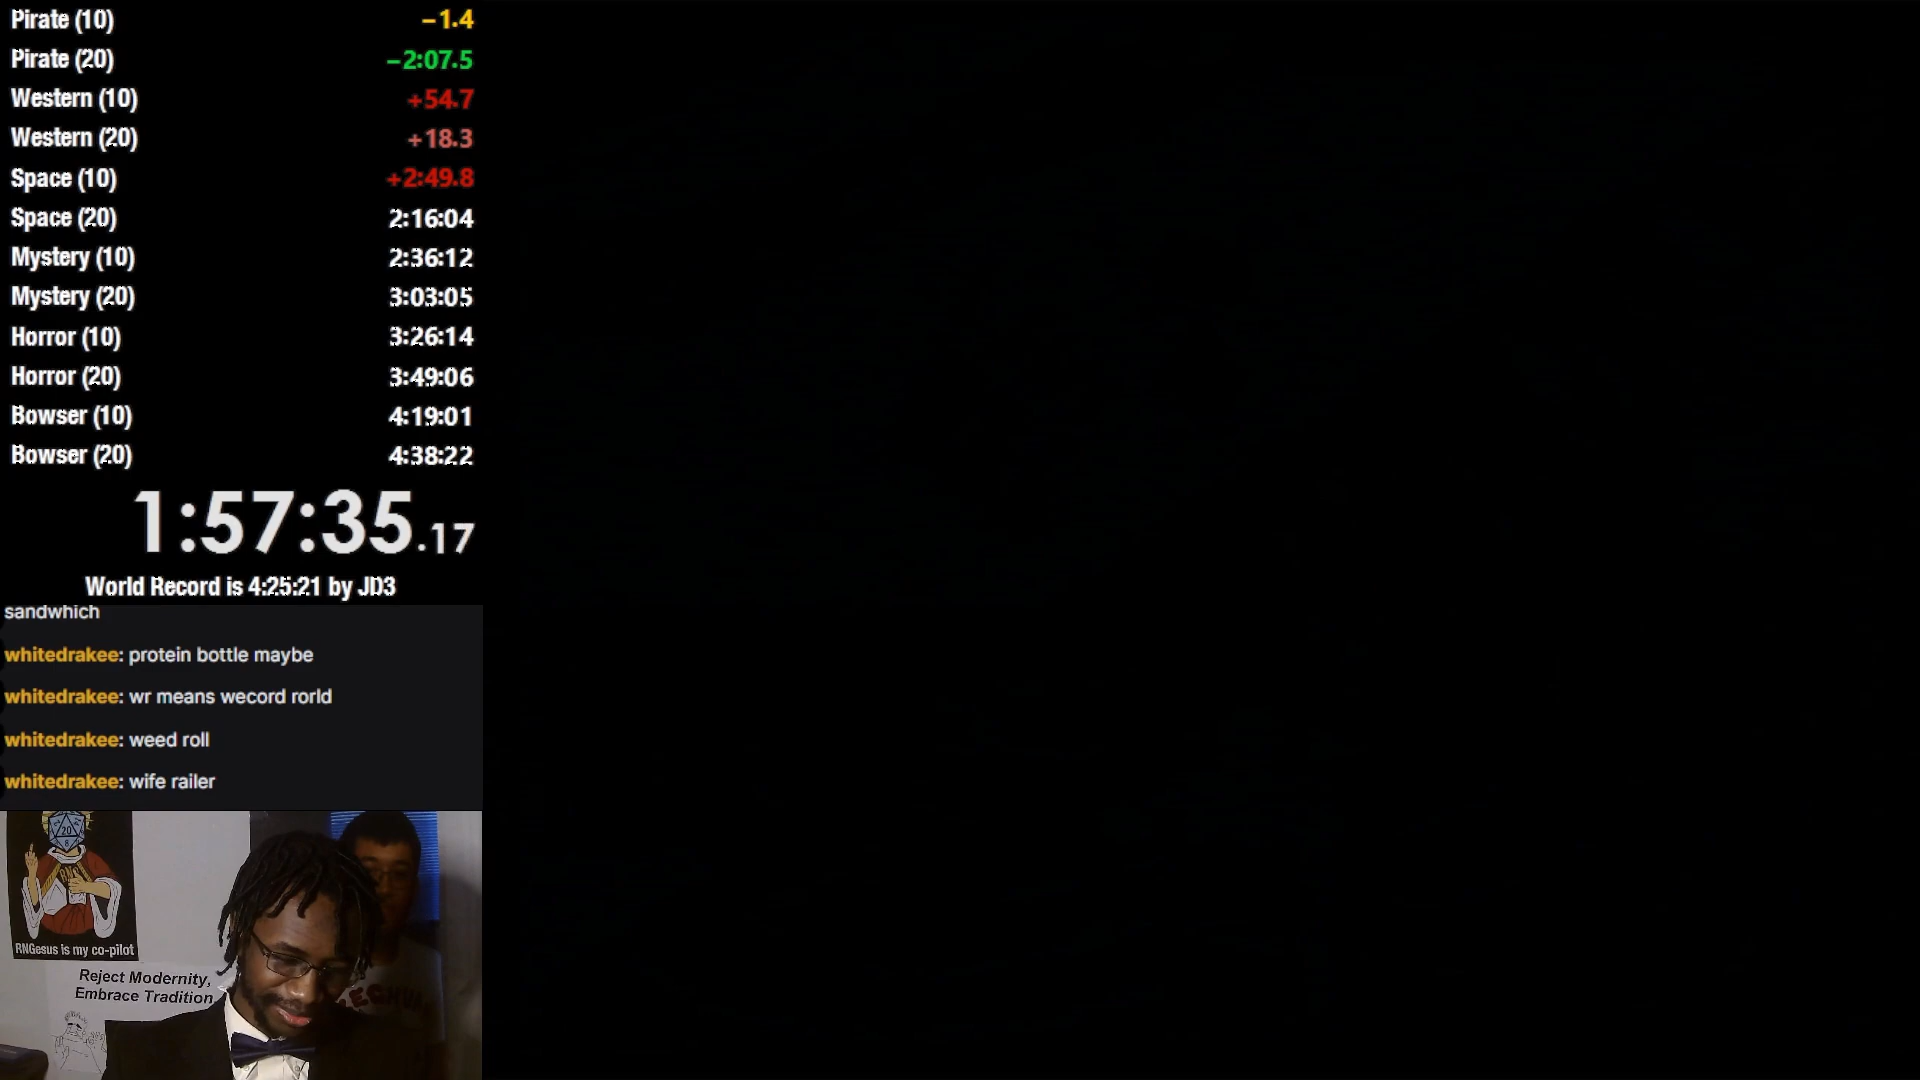 Pirate (10) −1.4
Pirate (20) −2:07.5
Western (10) +54.7
Western (20) +18.3
Space (10) +2:49.8
Space (20) 2:16:04
Mystery (10) 2:36:12
Mystery (20) 3:03:05
Horror (10) 3:26:14
Horror (20) 3:49:06
Bowser (10) 4:19:01
Bowser (20) 4:38:22
1:57:35.17
World Record is 4:25:21 by JD3
sandwhich
whitedrakee: protein bottle maybe
whitedrakee: wr means wecord rorld
whitedrakee: weed roll
whitedrakee: wife railer
20
RNGesus is my co-pilot
Reject Modernity,
Embrace Tradition